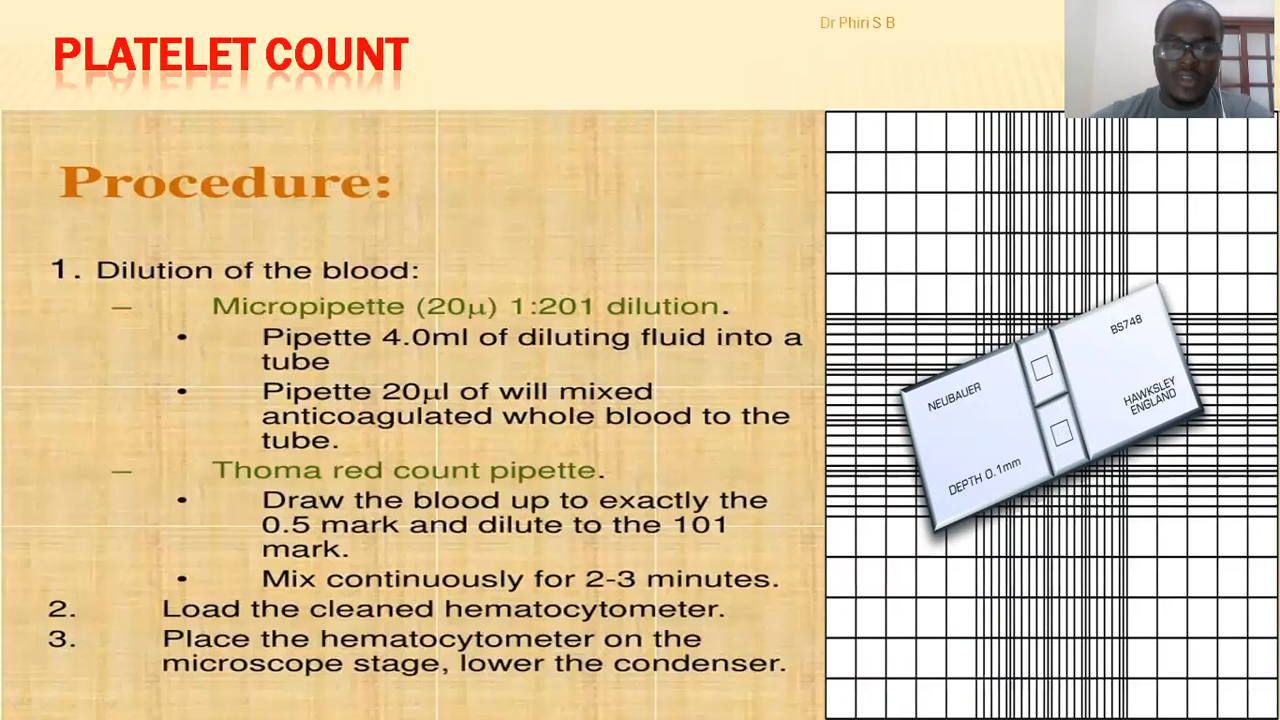 Dr Phiri S B
PLATELET COUNT
Procedure:
1. Dilution of the blood:
– Micropipette (20µ) 1:201 dilution.
• Pipette 4.0ml of diluting fluid into a
tube
• Pipette 20µl of will mixed
anticoagulated whole blood to the
tube.
– Thoma red count pipette.
• Draw the blood up to exactly the
0.5 mark and dilute to the 101
mark.
• Mix continuously for 2-3 minutes.
2. Load the cleaned hematocytometer.
3. Place the hematocytometer on the
microscope stage, lower the condenser.
BS748
NEUBAUER
HAWKSLEY
ENGLAND
DEPTH 0.1mm